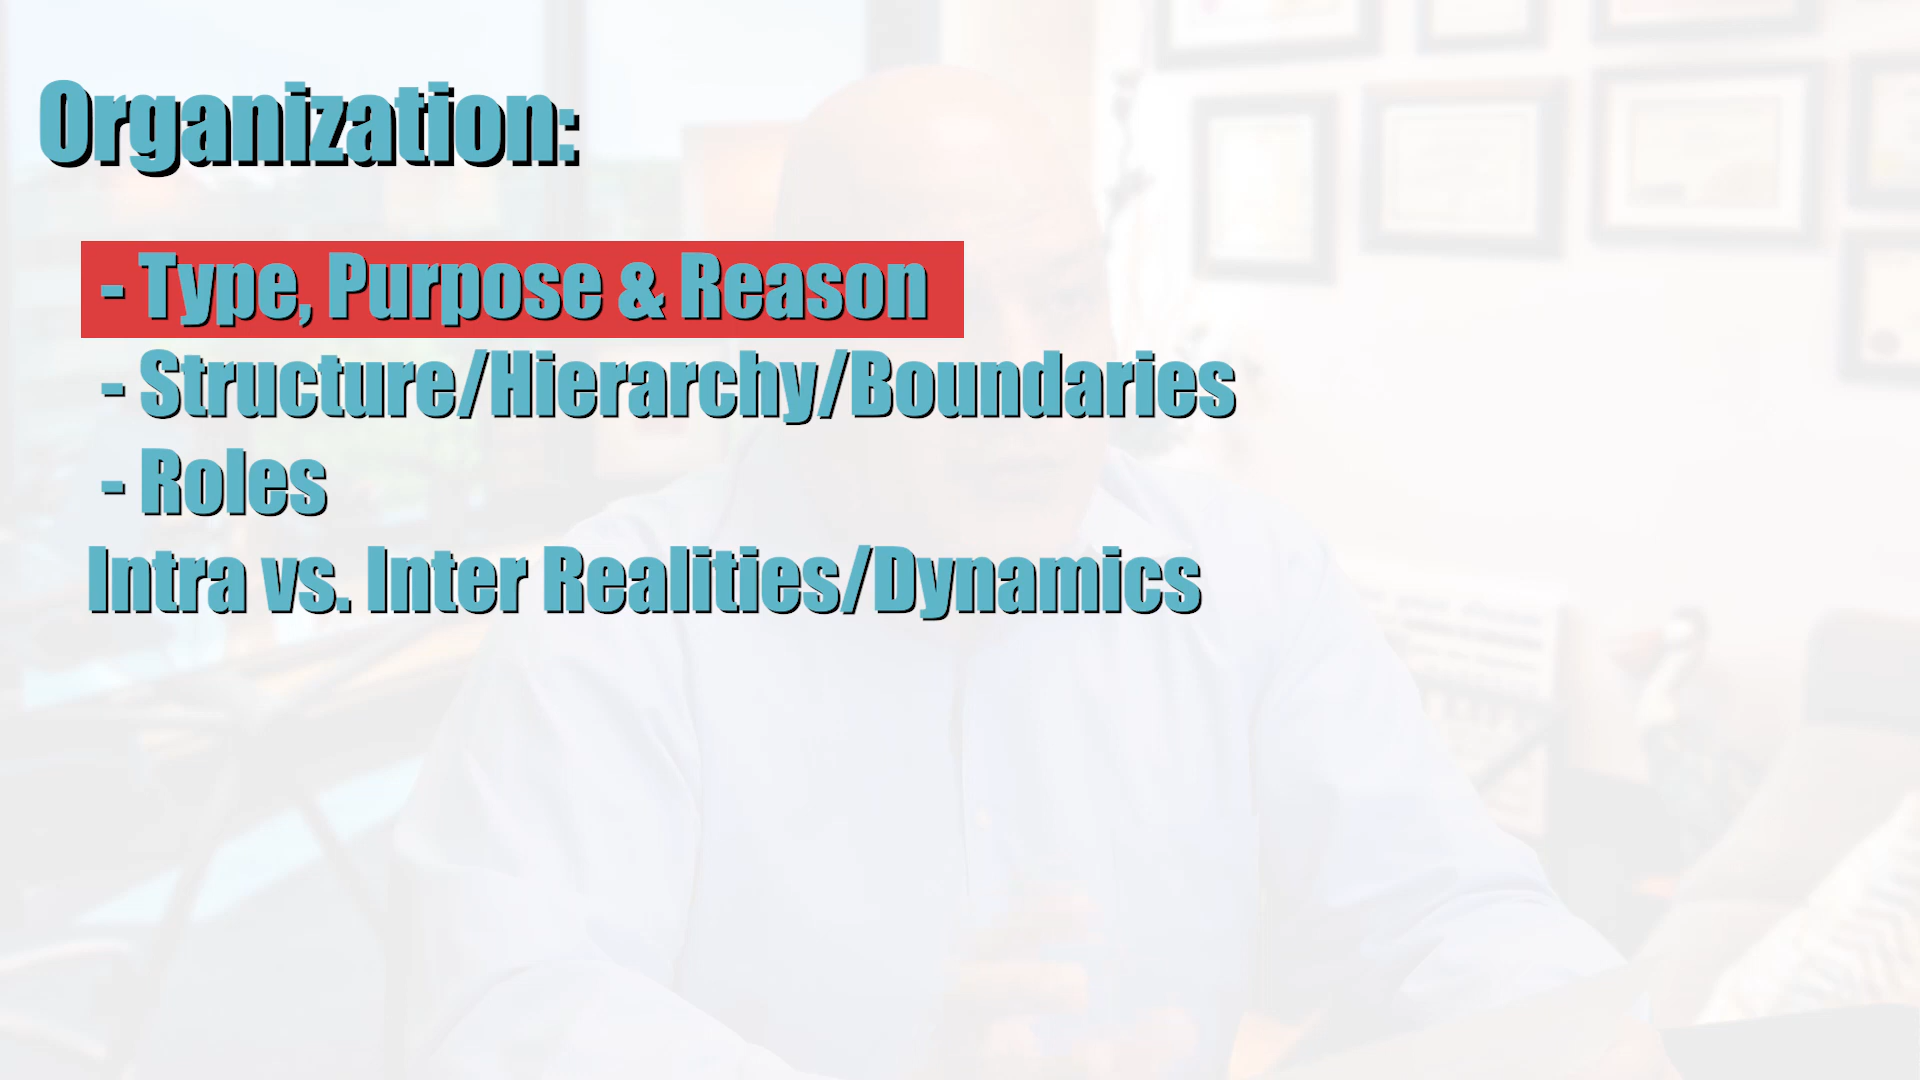 Organization:
- Type, Purpose & Reason
- Structure/Hierarchy/Boundaries
- Roles
Intra vs. Inter Realities/Dynamics